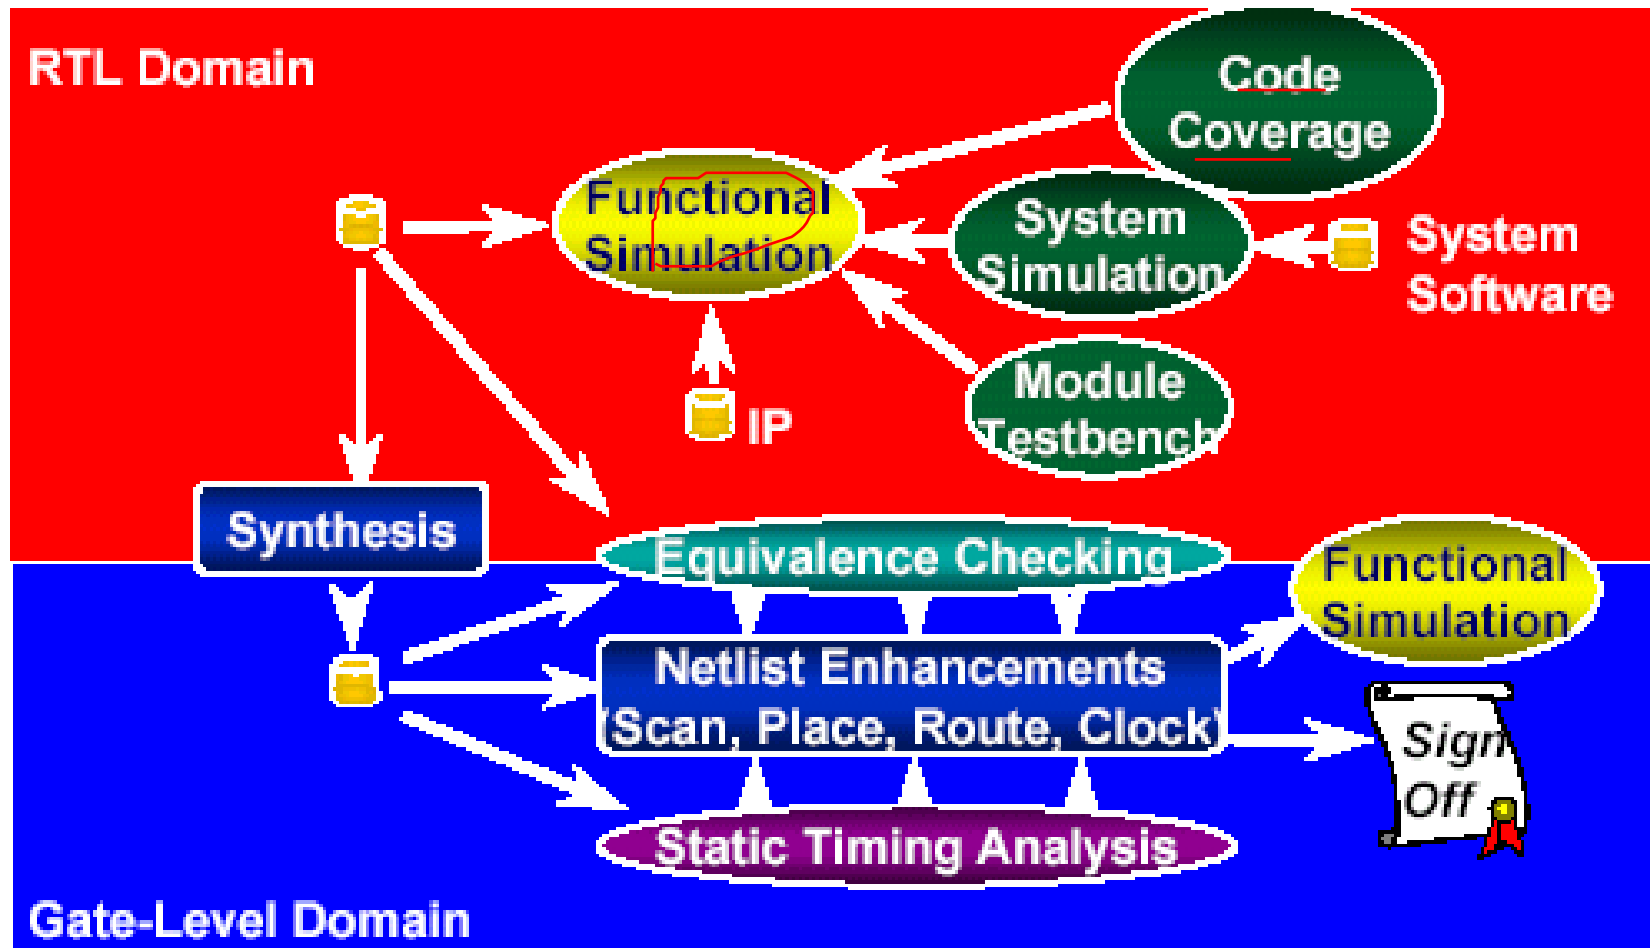 RTL Domain
Code
Coverage
Functional
Simulation
System
Simulation
System
Software
Module
Testbench
IP
Synthesis
Equivalence Checking
Functional
Simulation
Netlist Enhancements
(Scan, Place, Route, Clock)
Sign
Off
Static Timing Analysis
Gate-Level Domain